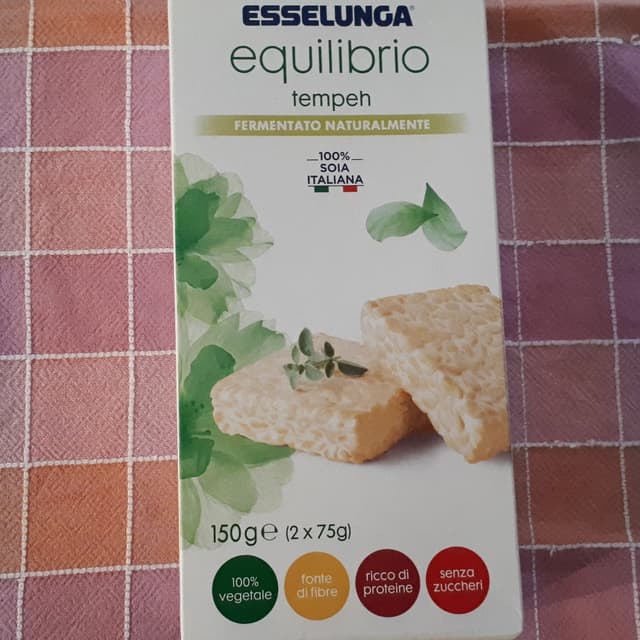 ESSELUNGA®
equilibrio
tempeh
FERMENTATO NATURALMENTE
100%
SOIA
ITALIANA
150g℮ (2 x 75g)
100%
vegetale
fonte
di fibre
ricco di
proteine
senza
zuccheri